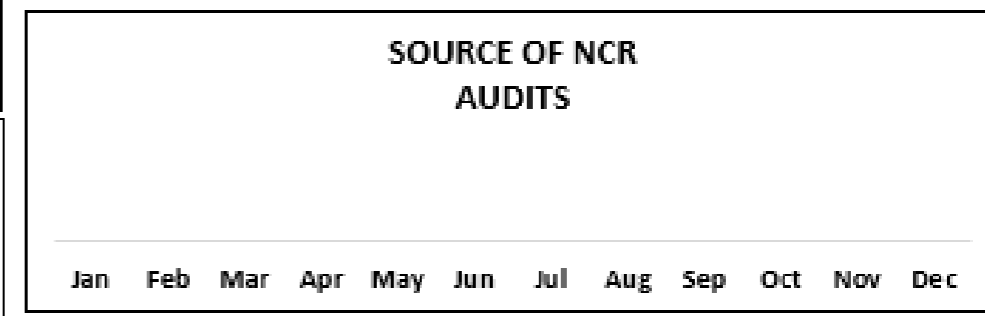 SOURCE OF NCR
AUDITS
Jan Feb Mar Apr May Jun Jul Aug Sep Oct Nov Dec